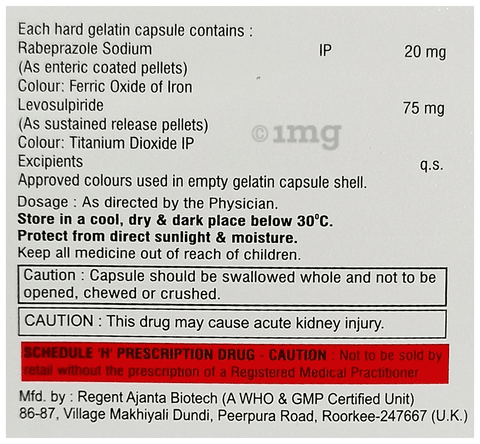 Each hard gelatin capsule contains :
Rabeprazole Sodium IP 20 mg
(As enteric coated pellets)
Colour: Ferric Oxide of Iron
Levosulpiride 75 mg
(As sustained release pellets)
Colour: Titanium Dioxide IP
©1mg
Excipients q.s.
Approved colours used in empty gelatin capsule shell.
Dosage : As directed by the Physician.
Store in a cool, dry & dark place below 30⁰C.
Protect from direct sunlight & moisture.
Keep all medicine out of reach of children.
Caution : Capsule should be swallowed whole and not to be
opened, chewed or crushed.
CAUTION : This drug may cause acute kidney injury.
SCHEDULE 'H' PRESCRIPTION DRUG - CAUTION : Not to be sold by
retail without the prescription of a Registered Medical Practitioner
Mfd. by : Regent Ajanta Biotech (A WHO & GMP Certified Unit)
86-87, Village Makhiyali Dundi, Peerpura Road, Roorkee-247667 (U.K.)